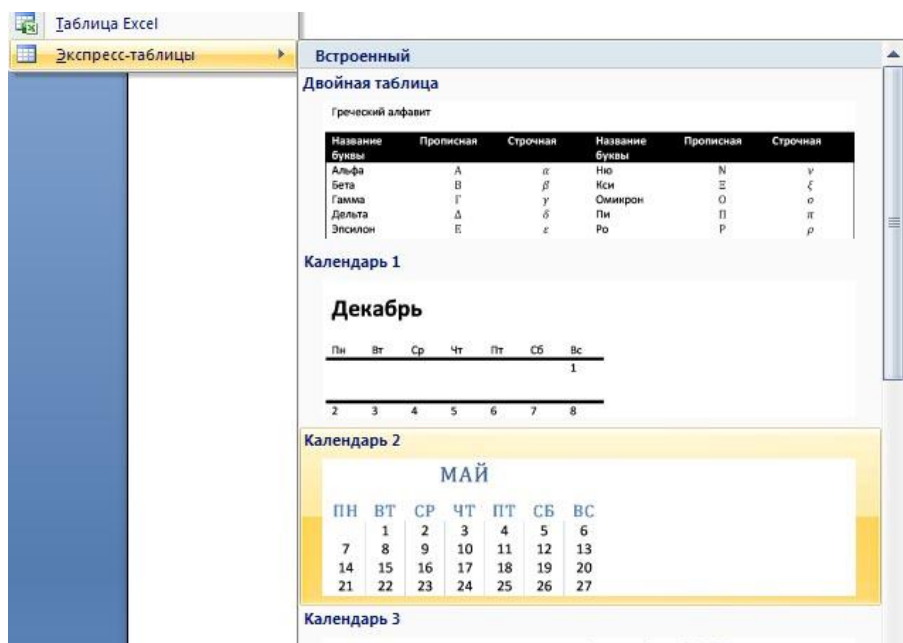 Таблица Excel
Экспресс-таблицы
Встроенный
Двойная таблица
Греческий алфавит
Название буквы Прописная Строчная Название буквы Прописная Строчная
Альфа Α α Ню Ν ν
Бета Β β Кси Ξ ξ
Гамма Γ γ Омикрон Ο ο
Дельта Δ δ Пи Π π
Эпсилон Ε ε Ро Ρ ρ
Календарь 1
Декабрь
Пн Вт Ср Чт Пт Сб Вс
1
2 3 4 5 6 7 8
Календарь 2
МАЙ
ПН ВТ СР ЧТ ПТ СБ ВС
1 2 3 4 5 6
7 8 9 10 11 12 13
14 15 16 17 18 19 20
21 22 23 24 25 26 27
Календарь 3